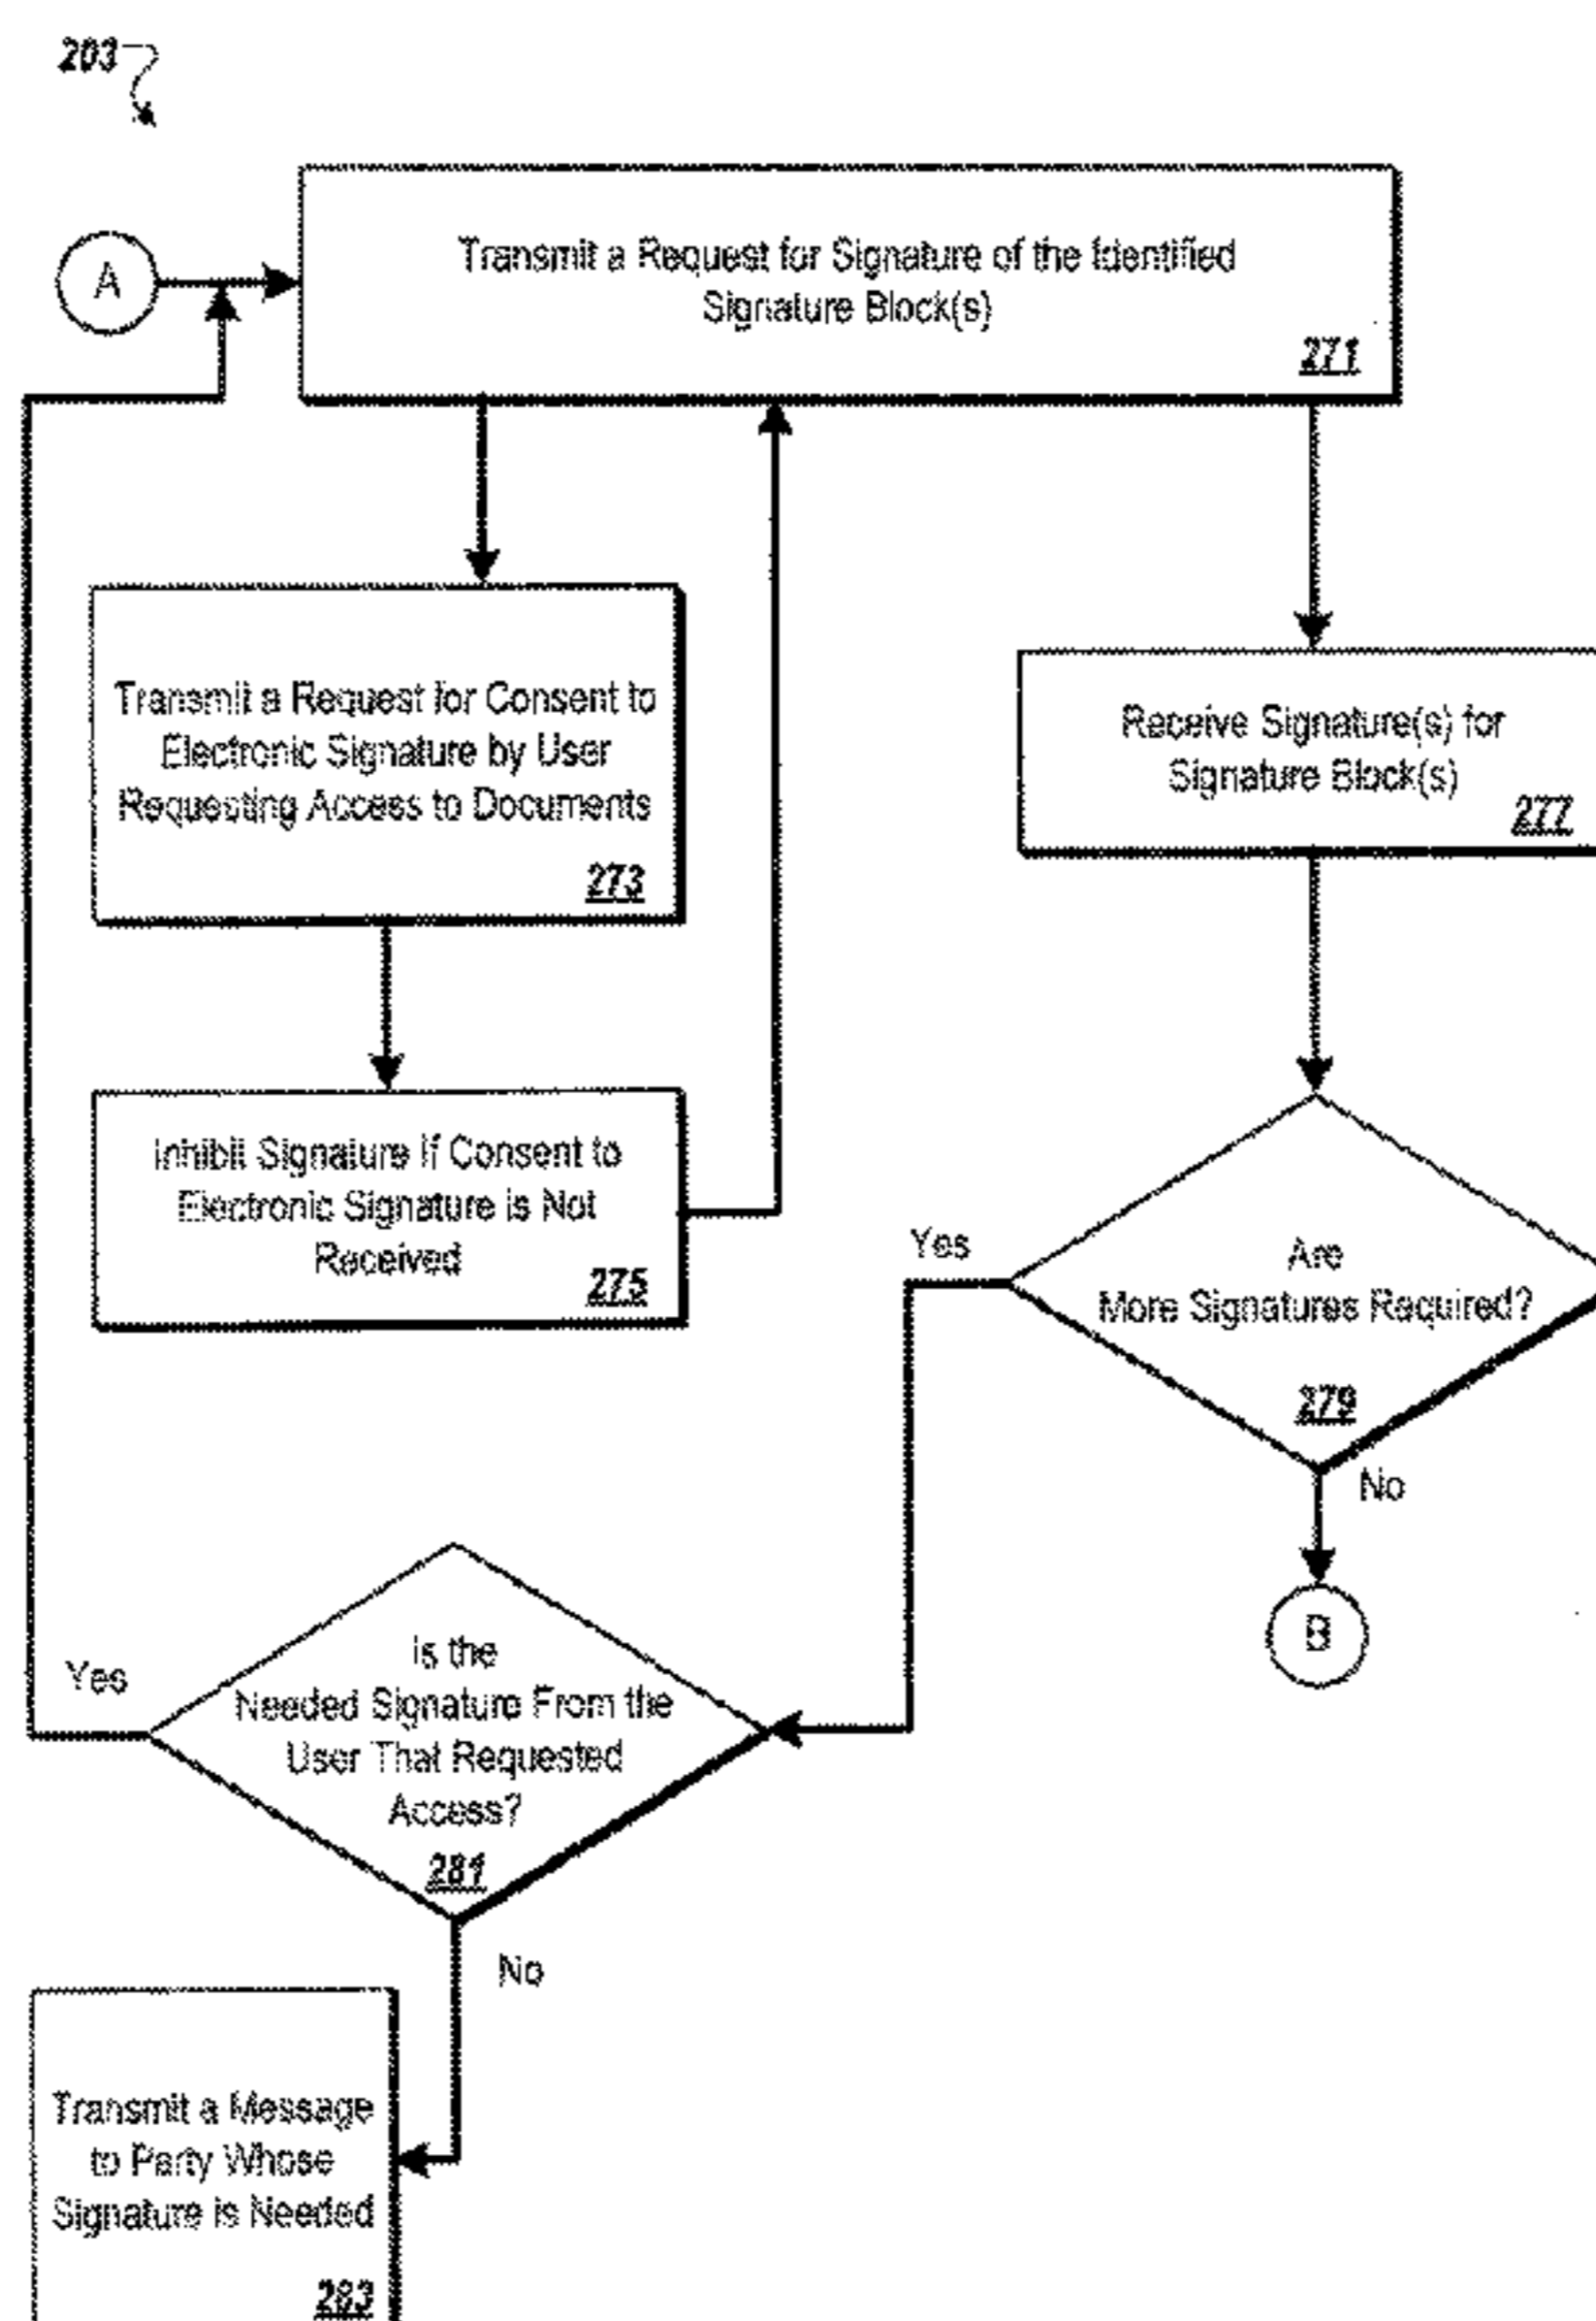 203
A
Transmit a Request for Signature of the Identified
Signature Block(s)
271
Transmit a Request for Consent to
Electronic Signature by User
Requesting Access to Documents
273
Receive Signature(s) for
Signature Block(s)
277
Inhibit Signature if Consent to
Electronic Signature is Not
Received
275
Yes
Are
More Signatures Required?
279
No
B
Yes
Is the
Needed Signature From the
User That Requested
Access?
281
No
Transmit a Message
to Party Whose
Signature is Needed
283